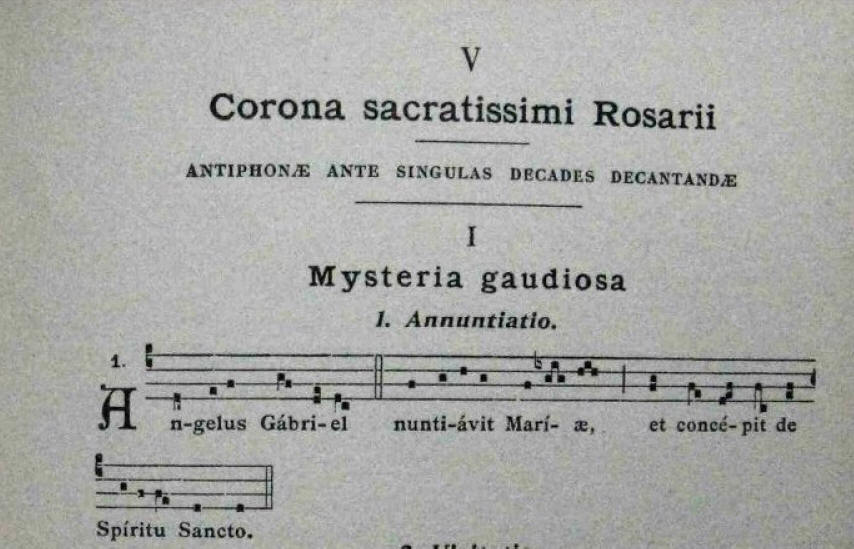 V
Corona sacratissimi Rosarii
ANTIPHONÆ ANTE SINGULAS DECADES DECANTANDÆ
I
Mysteria gaudiosa
1. Annuntiatio.
1.
An-gelus Gábri-el nunti-ávit Marí- æ, et concé-pit de
Spíritu Sancto.